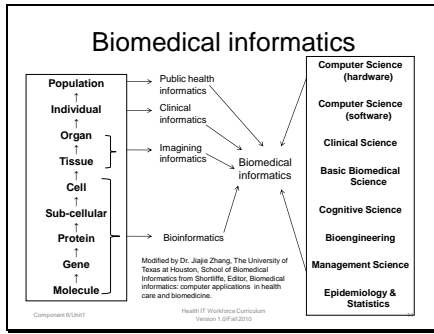 Biomedical informatics
Population
↑
Individual
↑
Organ
↑
Tissue
↑
Cell
↑
Sub-cellular
↑
Protein
↑
Gene
↑
Molecule
Public health
informatics
Clinical
informatics
Imagining
informatics
Bioinformatics
Biomedical
informatics
Computer Science
(hardware)
Computer Science
(software)
Clinical Science
Basic Biomedical
Science
Cognitive Science
Bioengineering
Management Science
Epidemiology &
Statistics
Modified by Dr. Jiajie Zhang, The University of
Texas at Houston, School of Biomedical
Informatics from Shortliffe, Editor, Biomedical
informatics: computer applications in health
care and biomedicine.
Component 6/Unit1
Health IT Workforce Curriculum
Version 1.0/Fall 2010